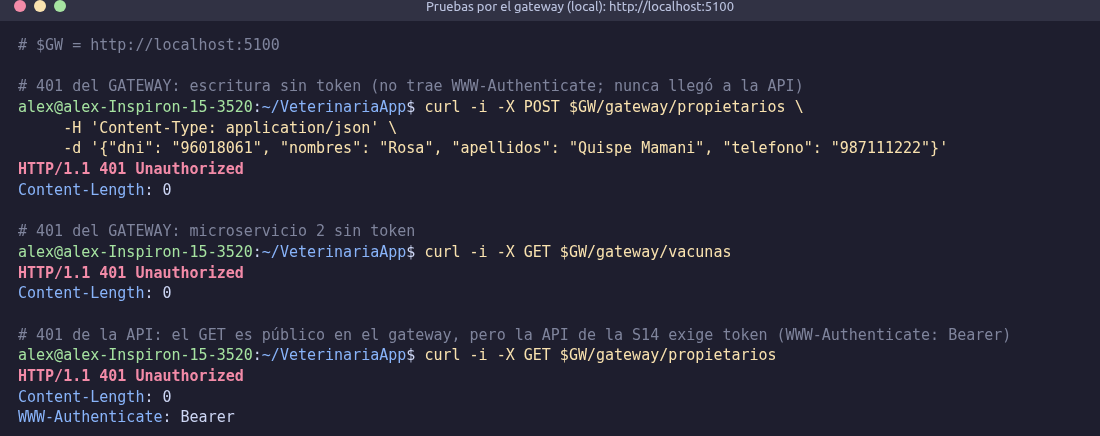 Pruebas por el gateway (local): http://localhost:5100
# $GW = http://localhost:5100
# 401 del GATEWAY: escritura sin token (no trae WWW-Authenticate; nunca llegó a la API)
alex@alex-Inspiron-15-3520:~/VeterinariaApp$ curl -i -X POST $GW/gateway/propietarios \
-H 'Content-Type: application/json' \
-d '{"dni": "96018061", "nombres": "Rosa", "apellidos": "Quispe Mamani", "telefono": "987111222"}'
HTTP/1.1 401 Unauthorized
Content-Length: 0
# 401 del GATEWAY: microservicio 2 sin token
alex@alex-Inspiron-15-3520:~/VeterinariaApp$ curl -i -X GET $GW/gateway/vacunas
HTTP/1.1 401 Unauthorized
Content-Length: 0
# 401 de la API: el GET es público en el gateway, pero la API de la S14 exige token (WWW-Authenticate: Bearer)
alex@alex-Inspiron-15-3520:~/VeterinariaApp$ curl -i -X GET $GW/gateway/propietarios
HTTP/1.1 401 Unauthorized
Content-Length: 0
WWW-Authenticate: Bearer